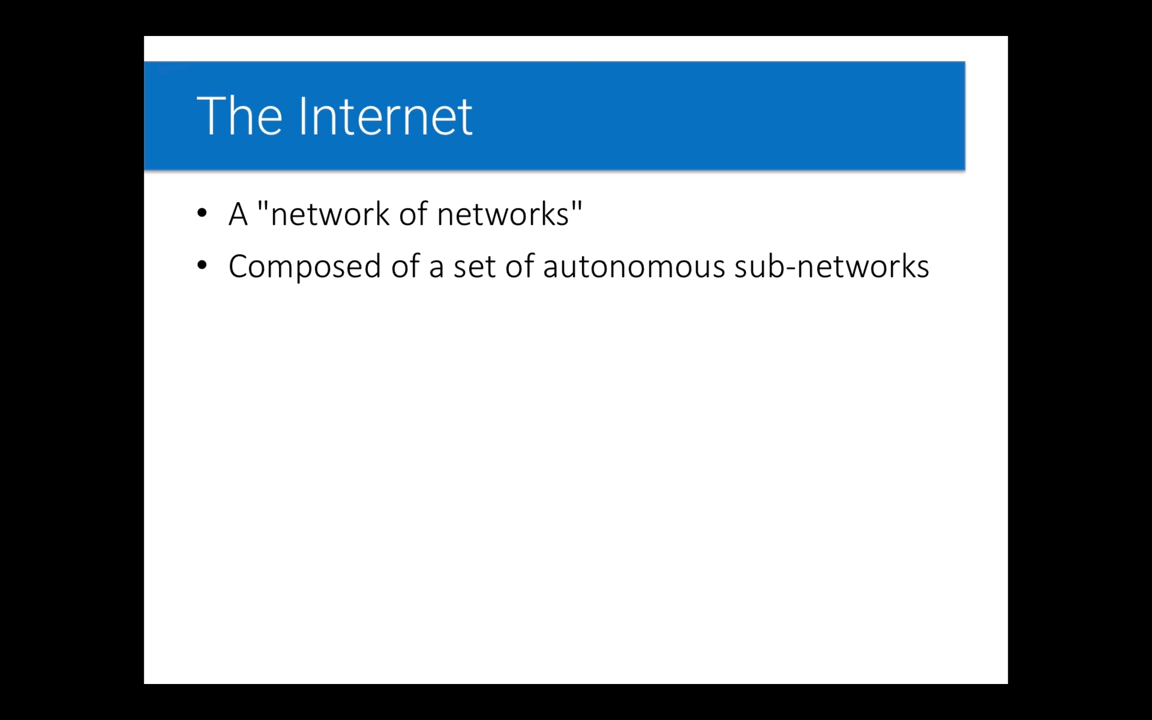 The Internet
• A "network of networks"
• Composed of a set of autonomous sub-networks